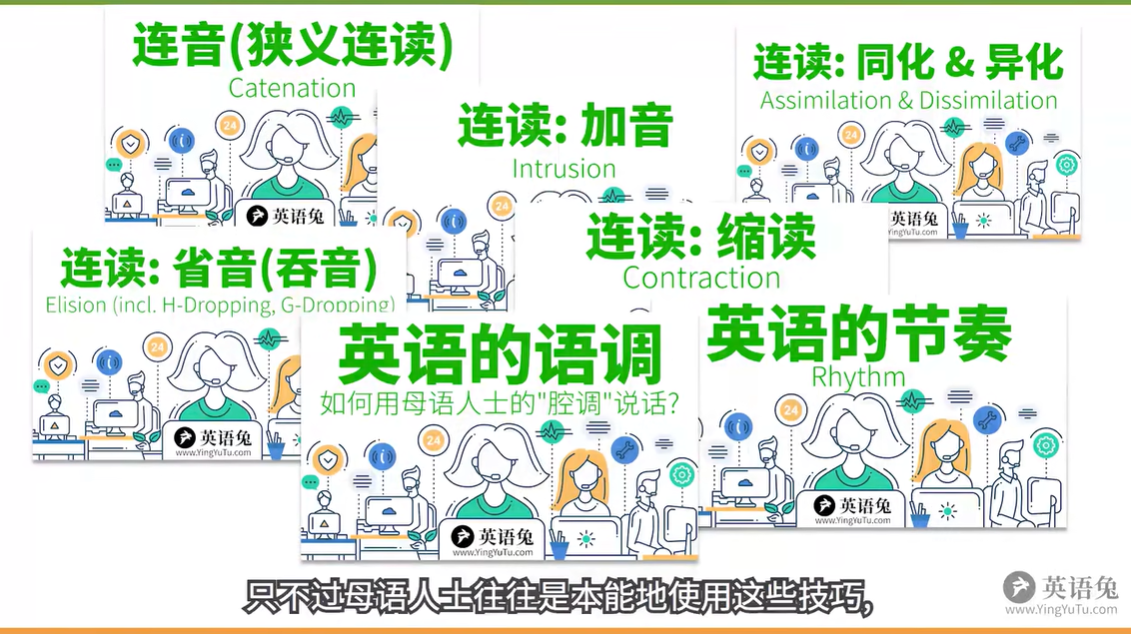 连音(狭义连读)
Catenation
连读: 加音
Intrusion
连读: 同化 & 异化
Assimilation & Dissimilation
24
24
24
英语兔
英语兔
www.YingYuTu.com
连读: 省音(吞音)
Elision (incl. H-Dropping, G-Dropping)
24
英语兔
www.YingYuTu.com
连读: 缩读
Contraction
英语的语调
如何用母语人士的"腔调"说话?
24
英语兔
www.YingYuTu.com
英语的节奏
Rhythm
24
英语兔
www.YingYuTu.com
只不过母语人士往往是本能地使用这些技巧,
英语兔
www.YingYuTu.com